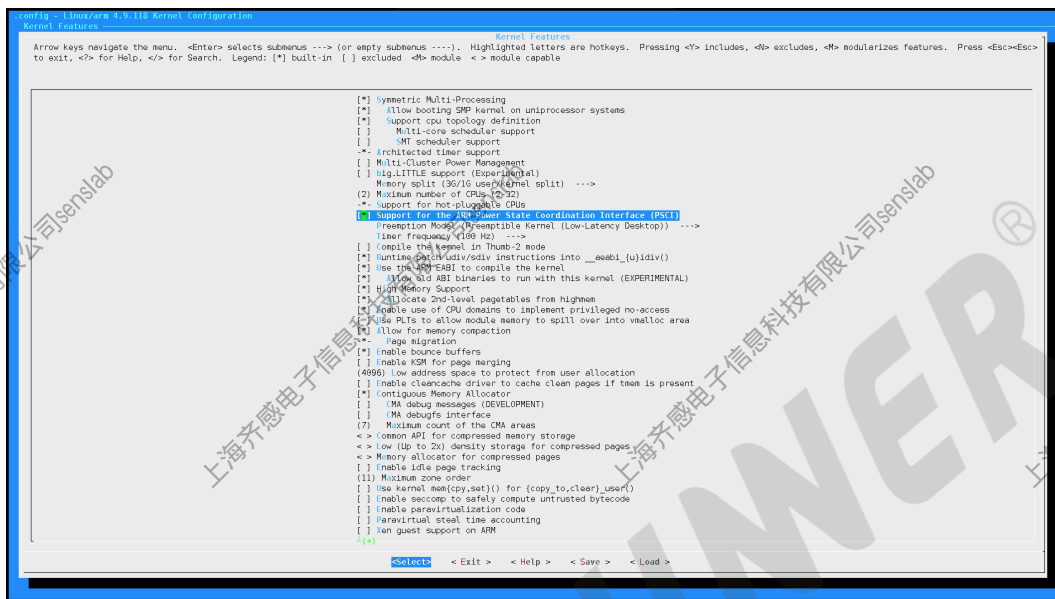 .config - Linux/arm 4.9.118 Kernel Configuration
Kernel Features
Kernel Features
Arrow keys navigate the menu. <Enter> selects submenus ---> (or empty submenus ----). Highlighted letters are hotkeys. Pressing <Y> includes, <N> excludes, <M> modularizes features. Press <Esc><Esc>
to exit, <?> for Help, </> for Search. Legend: [*] built-in [ ] excluded <M> module < > module capable
[*] Symmetric Multi-Processing
[*] Allow booting SMP kernel on uniprocessor systems
[*] Support cpu topology definition
[ ] Multi-core scheduler support
[ ] SMT scheduler support
-*- Architected timer support
[ ] Multi-Cluster Power Management
[ ] big.LITTLE support (Experimental)
Memory split (3G/1G user/kernel split) --->
(2) Maximum number of CPUs (2-32)
-*- Support for hot-pluggable CPUs
[*] Support for the ARM Power State Coordination Interface (PSCI)
Preemption Model (Preemptible Kernel (Low-Latency Desktop)) --->
Timer frequency (100 Hz) --->
[ ] Compile the kernel in Thumb-2 mode
[*] Runtime patch udiv/sdiv instructions into __aeabi_{u}idiv()
[*] Use the ARM EABI to compile the kernel
[*] Allow old ABI binaries to run with this kernel (EXPERIMENTAL)
[*] High Memory Support
[*] Allocate 2nd-level pagetables from highmem
[*] Enable use of CPU domains to implement privileged no-access
[ ] Use PLTs to allow module memory to spill over into vmalloc area
[*] Allow for memory compaction
-*- Page migration
[*] Enable bounce buffers
[ ] Enable KSM for page merging
(4096) Low address space to protect from user allocation
[ ] Enable cleancache driver to cache clean pages if tmem is present
[*] Contiguous Memory Allocator
[ ] CMA debug messages (DEVELOPMENT)
[ ] CMA debugfs interface
(7) Maximum count of the CMA areas
< > Common API for compressed memory storage
< > Low (Up to 2x) density storage for compressed pages
< > Memory allocator for compressed pages
[ ] Enable idle page tracking
(11) Maximum zone order
[ ] Use kernel mem{cpy,set}() for {copy_to,clear}_user()
[ ] Enable seccomp to safely compute untrusted bytecode
[ ] Enable paravirtualization code
[ ] Paravirtual steal time accounting
[ ] Xen guest support on ARM
┴(+)
<Select> < Exit > < Help > < Save > < Load >
上海齐感电子信息科技有限公司senslab
上海齐感电子信息科技有限公司senslab